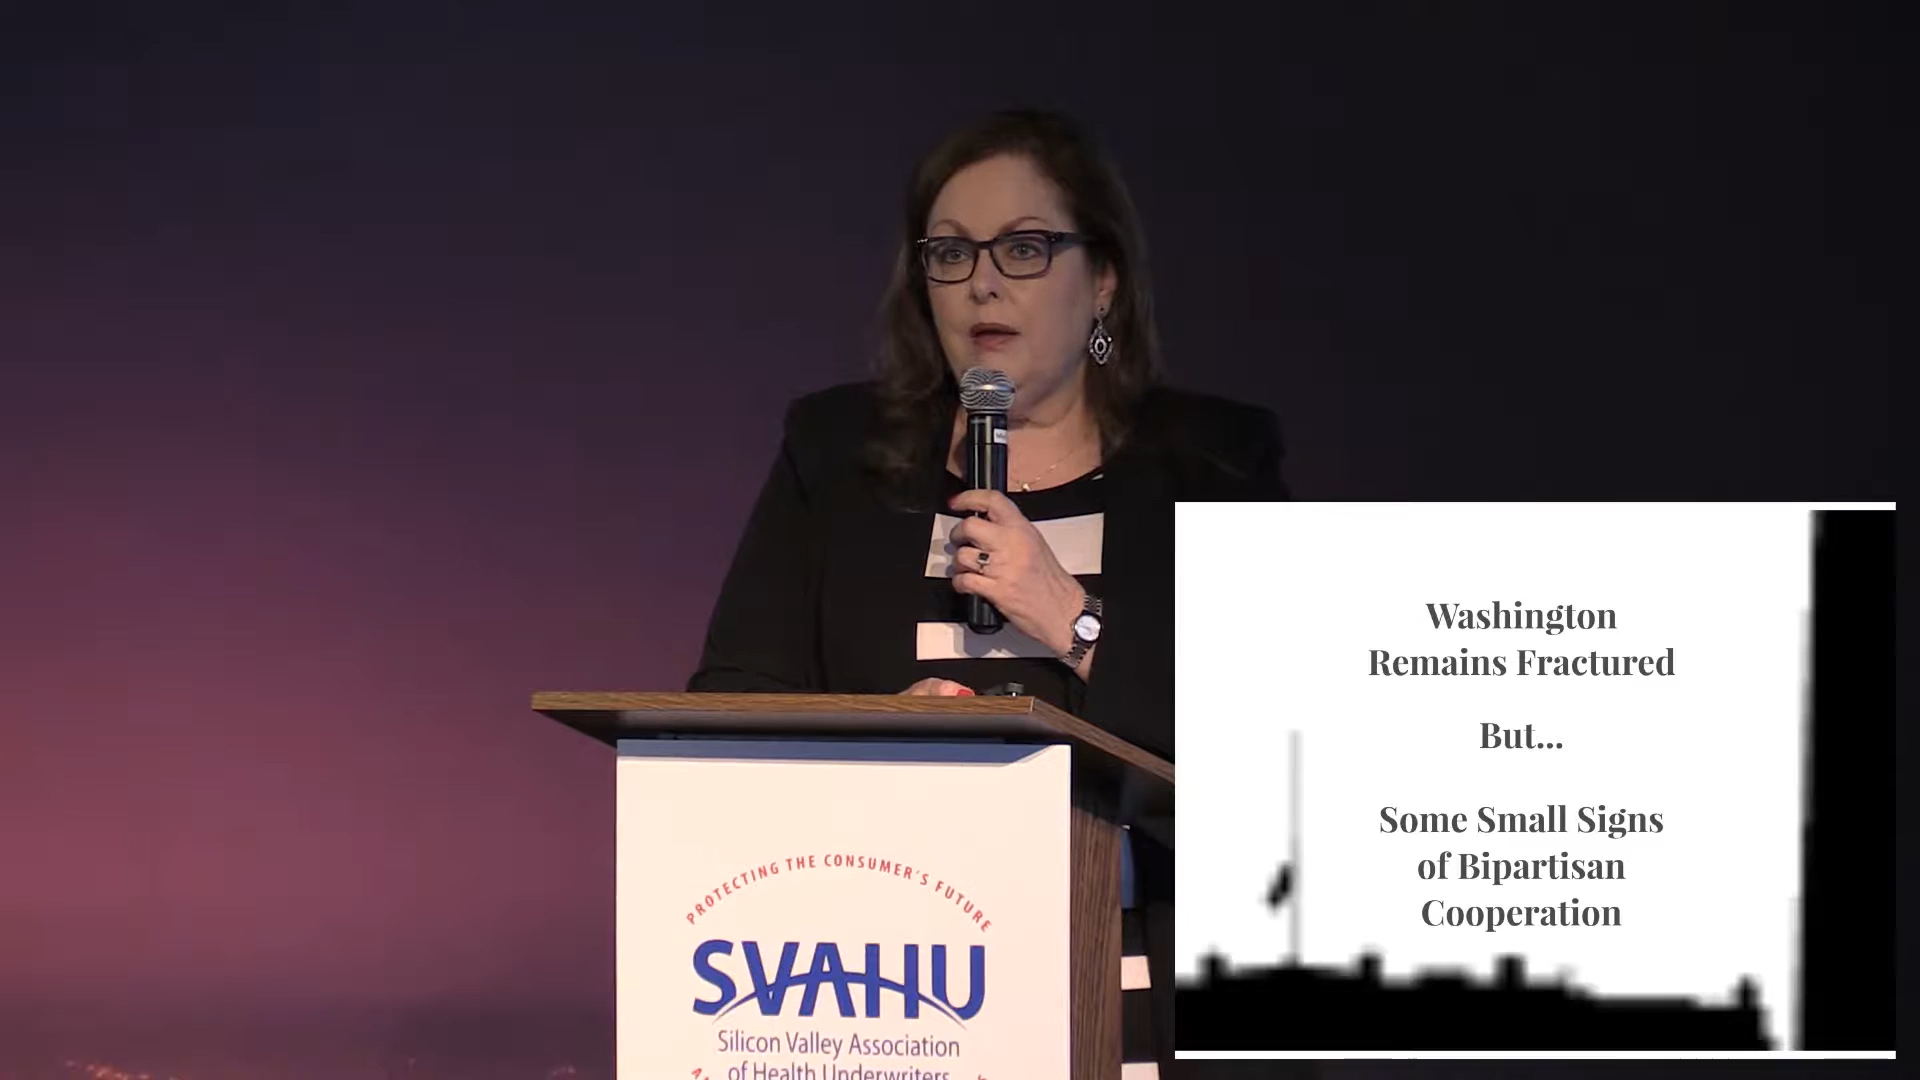 Washington
Remains Fractured
But...
Some Small Signs
of Bipartisan
Cooperation
PROTECTING THE CONSUMER'S FUTURE
SVAHU
Silicon Valley Association
of Health Underwriters